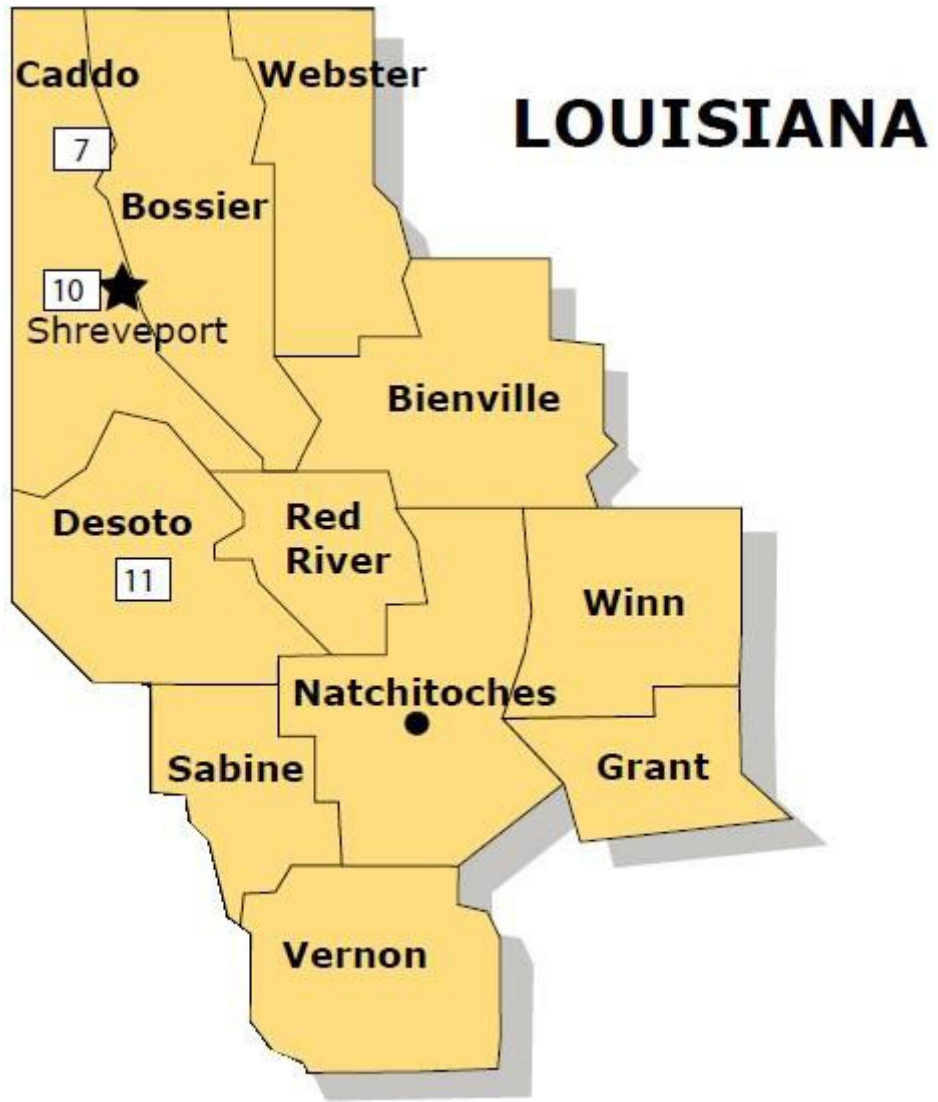 Caddo
Webster
LOUISIANA
7
Bossier
10
Shreveport
Bienville
Desoto
Red
River
11
Winn
Natchitoches
Sabine
Grant
Vernon